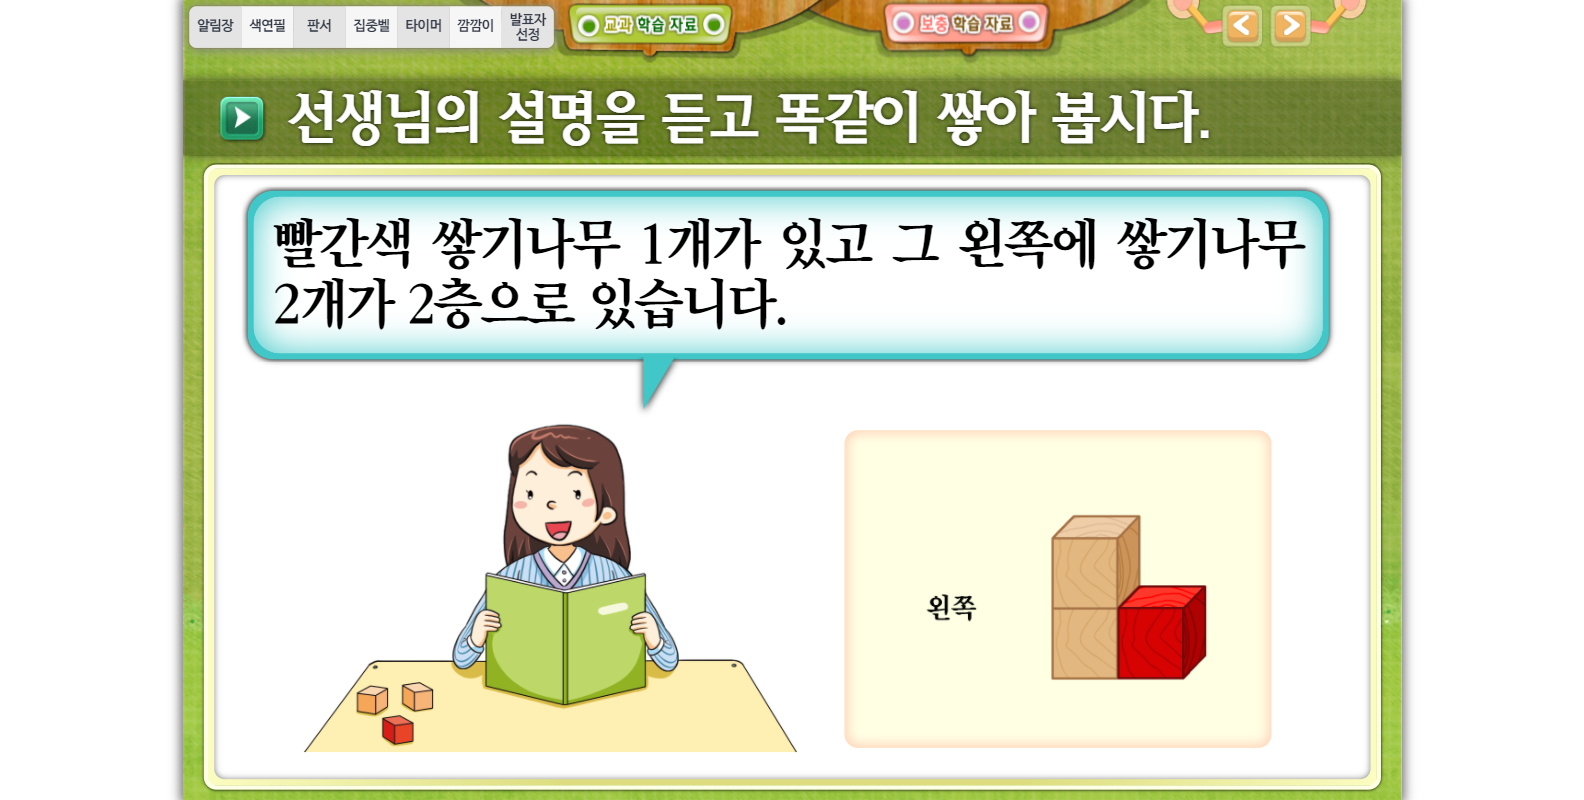 알림장 색연필 판서 집중벨 타이머 깜깜이 발표자 선정
교과 학습 자료 보충 학습 자료
선생님의 설명을 듣고 똑같이 쌓아 봅시다.
빨간색 쌓기나무 1개가 있고 그 왼쪽에 쌓기나무
2개가 2층으로 있습니다.
왼쪽